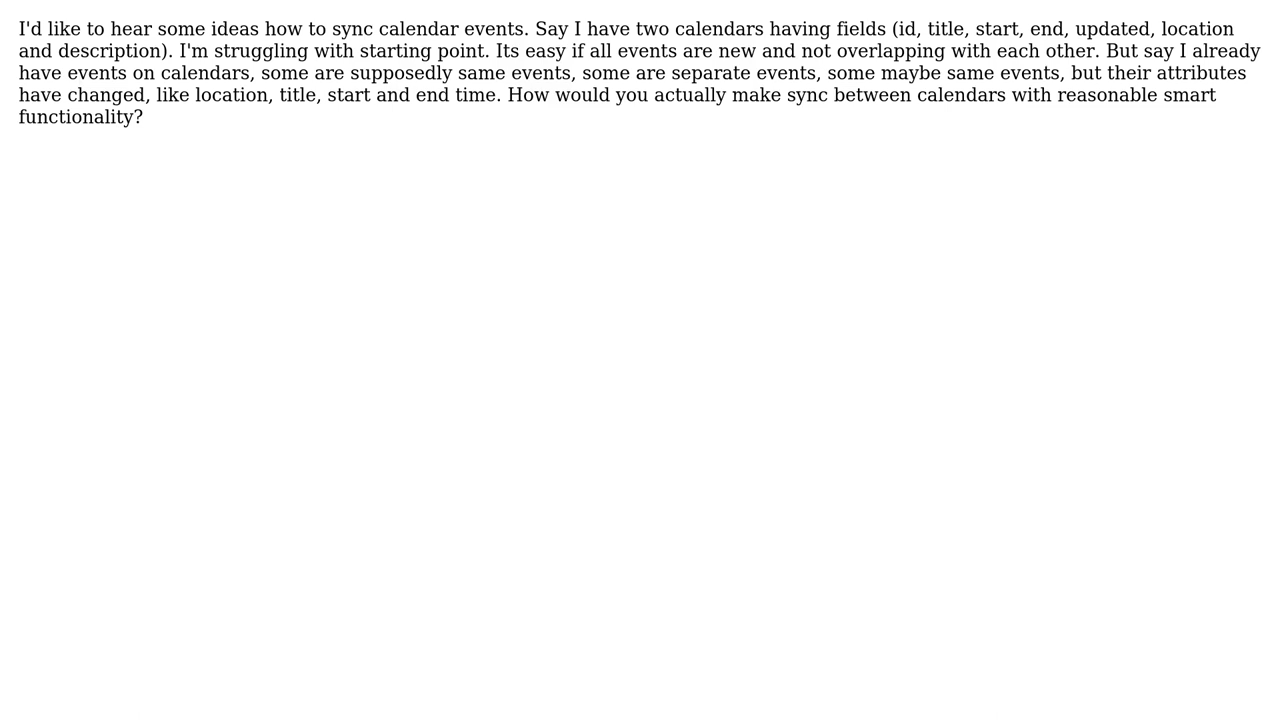 I'd like to hear some ideas how to sync calendar events. Say I have two calendars having fields (id, title, start, end, updated, location
and description). I'm struggling with starting point. Its easy if all events are new and not overlapping with each other. But say I already
have events on calendars, some are supposedly same events, some are separate events, some maybe same events, but their attributes
have changed, like location, title, start and end time. How would you actually make sync between calendars with reasonable smart
functionality?